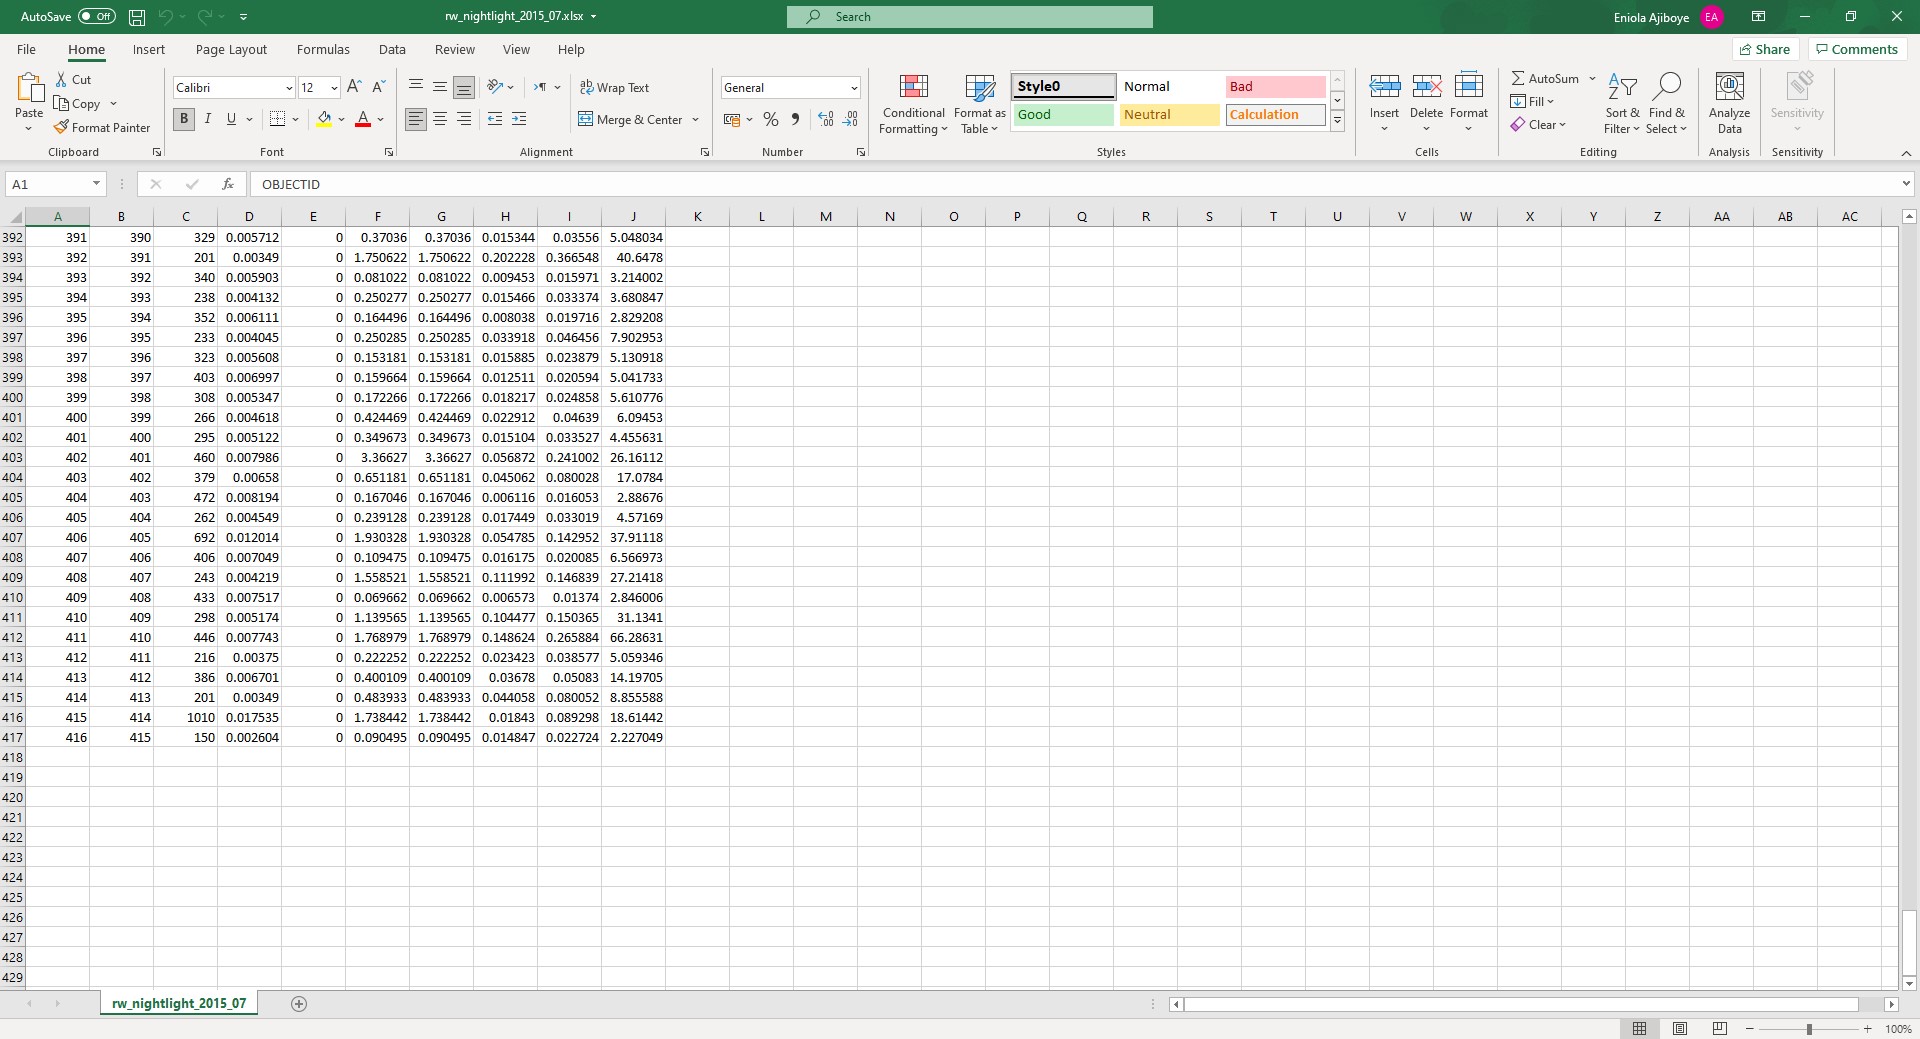 AutoSave Off rw_nightlight_2015_07.xlsx Search Eniola Ajiboye EA
File Home Insert Page Layout Formulas Data Review View Help Share Comments
Paste Cut Copy Format Painter Clipboard
Calibri 12 A A B I U A Font
ab Wrap Text Merge & Center Alignment
General % Number
Conditional Formatting Format as Table
Style0 Normal Bad
Good Neutral Calculation
Styles
Insert Delete Format Cells
AutoSum Fill Clear Sort & Filter Find & Select Editing
Analyze Data Analysis
Sensitivity Sensitivity
A1 fx OBJECTID
A B C D E F G H I J K L M N O P Q R S T U V W X Y Z AA AB AC
392 391 390 329 0.005712 0 0.37036 0.37036 0.015344 0.03556 5.048034
393 392 391 201 0.00349 0 1.750622 1.750622 0.202228 0.366548 40.6478
394 393 392 340 0.005903 0 0.081022 0.081022 0.009453 0.015971 3.214002
395 394 393 238 0.004132 0 0.250277 0.250277 0.015466 0.033374 3.680847
396 395 394 352 0.006111 0 0.164496 0.164496 0.008038 0.019716 2.829208
397 396 395 233 0.004045 0 0.250285 0.250285 0.033918 0.046456 7.902953
398 397 396 323 0.005608 0 0.153181 0.153181 0.015885 0.023879 5.130918
399 398 397 403 0.006997 0 0.159664 0.159664 0.012511 0.020594 5.041733
400 399 398 308 0.005347 0 0.172266 0.172266 0.018217 0.024858 5.610776
401 400 399 266 0.004618 0 0.424469 0.424469 0.022912 0.04639 6.09453
402 401 400 295 0.005122 0 0.349673 0.349673 0.015104 0.033527 4.455631
403 402 401 460 0.007986 0 3.36627 3.36627 0.056872 0.241002 26.16112
404 403 402 379 0.00658 0 0.651181 0.651181 0.045062 0.080028 17.0784
405 404 403 472 0.008194 0 0.167046 0.167046 0.006116 0.016053 2.88676
406 405 404 262 0.004549 0 0.239128 0.239128 0.017449 0.033019 4.57169
407 406 405 692 0.012014 0 1.930328 1.930328 0.054785 0.142952 37.91118
408 407 406 406 0.007049 0 0.109475 0.109475 0.016175 0.020085 6.566973
409 408 407 243 0.004219 0 1.558521 1.558521 0.111992 0.146839 27.21418
410 409 408 433 0.007517 0 0.069662 0.069662 0.006573 0.01374 2.846006
411 410 409 298 0.005174 0 1.139565 1.139565 0.104477 0.150365 31.1341
412 411 410 446 0.007743 0 1.768979 1.768979 0.148624 0.265884 66.28631
413 412 411 216 0.00375 0 0.222252 0.222252 0.023423 0.038577 5.059346
414 413 412 386 0.006701 0 0.400109 0.400109 0.03678 0.05083 14.19705
415 414 413 201 0.00349 0 0.483933 0.483933 0.044058 0.080052 8.855588
416 415 414 1010 0.017535 0 1.738442 1.738442 0.01843 0.089298 18.61442
417 416 415 150 0.002604 0 0.090495 0.090495 0.014847 0.022724 2.227049
418
419
420
421
422
423
424
425
426
427
428
429
rw_nightlight_2015_07
100%